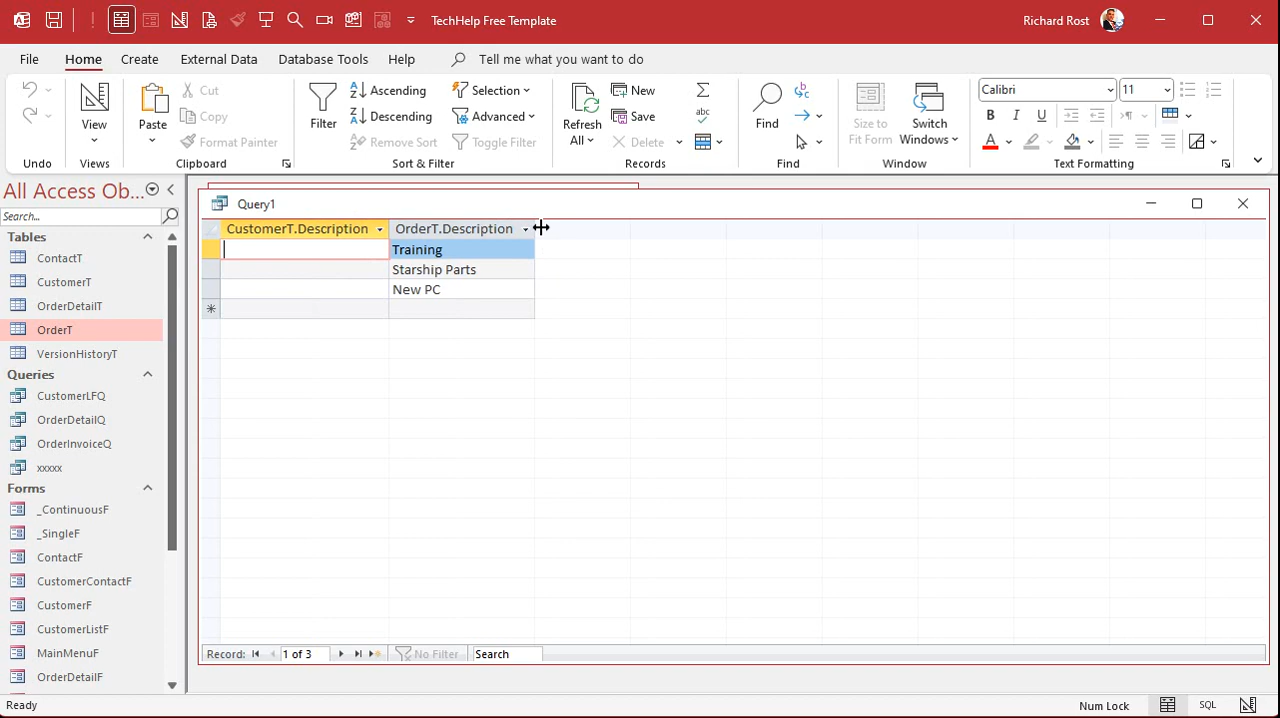 TechHelp Free Template
Richard Rost
File Home Create External Data Database Tools Help Tell me what you want to do
View
Paste
Cut
Copy
Format Painter
Filter
Ascending
Descending
Remove Sort
Selection
Advanced
Toggle Filter
Refresh
All
New
Save
Delete
Find
Size to
Fit Form
Switch
Windows
Calibri 11
B I U
Undo Views Clipboard Sort & Filter Records Find Window Text Formatting
All Access Ob...
Search...
Tables
ContactT
CustomerT
OrderDetailT
OrderT
VersionHistoryT
Queries
CustomerLFQ
OrderDetailQ
OrderInvoiceQ
xxxxx
Forms
_ContinuousF
_SingleF
ContactF
CustomerContactF
CustomerF
CustomerListF
MainMenuF
OrderDetailF
Query1
CustomerT.Description OrderT.Description
Training
Starship Parts
New PC
Record: 1 of 3 No Filter Search
Ready Num Lock SQL